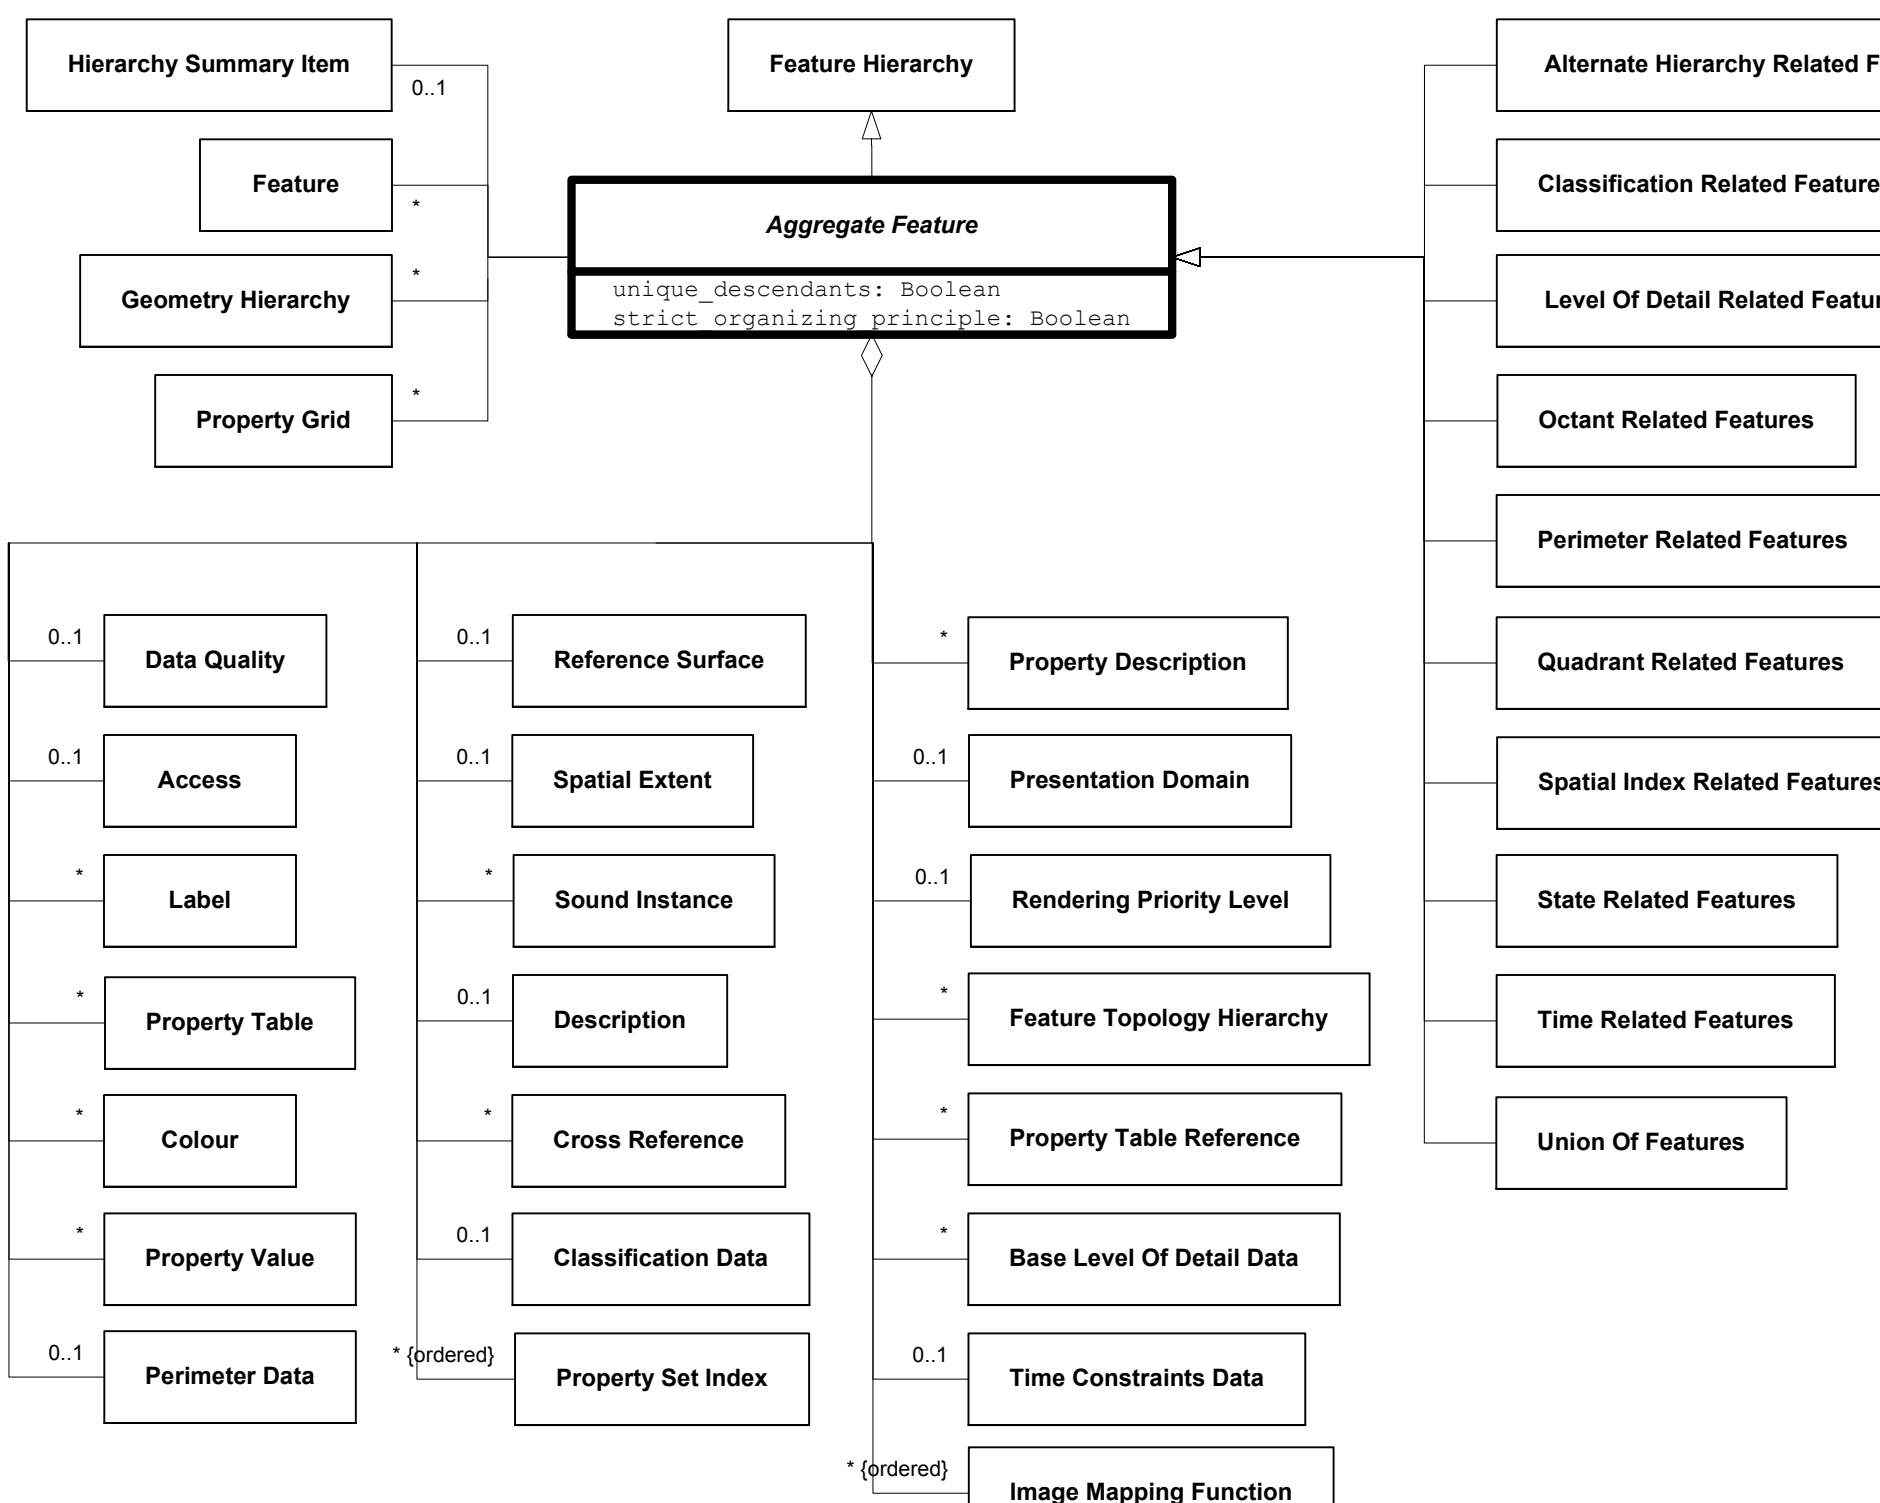 Hierarchy Summary Item
0..1
Feature
*
Geometry Hierarchy
*
Property Grid
*
Feature Hierarchy
Aggregate Feature
unique_descendants: Boolean
strict_organizing_principle: Boolean
Alternate Hierarchy Related F
Classification Related Feature
Level Of Detail Related Featur
Octant Related Features
Perimeter Related Features
Quadrant Related Features
Spatial Index Related Features
State Related Features
Time Related Features
Union Of Features
0..1
Data Quality
0..1
Access
*
Label
*
Property Table
*
Colour
*
Property Value
0..1
Perimeter Data
0..1
Reference Surface
0..1
Spatial Extent
*
Sound Instance
0..1
Description
*
Cross Reference
0..1
Classification Data
* {ordered}
Property Set Index
*
Property Description
0..1
Presentation Domain
0..1
Rendering Priority Level
*
Feature Topology Hierarchy
*
Property Table Reference
*
Base Level Of Detail Data
0..1
Time Constraints Data
* {ordered}
Image Mapping Function